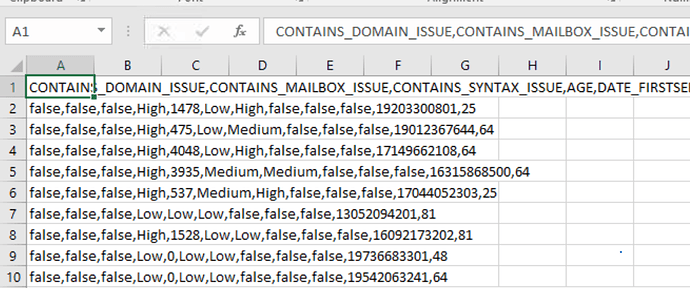 Alignment
A1
fx
CONTAINS_DOMAIN_ISSUE,CONTAINS_MAILBOX_ISSUE,CONTAI
A B C D E F G H I J
1 CONTAINS_DOMAIN_ISSUE,CONTAINS_MAILBOX_ISSUE,CONTAINS_SYNTAX_ISSUE,AGE,DATE_FIRSTSE
2 false,false,false,High,1478,Low,High,false,false,false,19203300801,25
3 false,false,false,High,475,Low,Medium,false,false,false,19012367644,64
4 false,false,false,High,4048,Low,High,false,false,false,17149662108,64
5 false,false,false,High,3935,Medium,Medium,false,false,false,16315868500,64
6 false,false,false,High,537,Medium,High,false,false,false,17044052303,25
7 false,false,false,Low,Low,Low,false,false,false,13052094201,81
8 false,false,false,High,1528,Low,Low,false,false,false,16092173202,81
9 false,false,false,Low,0,Low,Low,false,false,false,19736683301,48
10 false,false,false,Low,0,Low,Low,false,false,false,19542063241,64